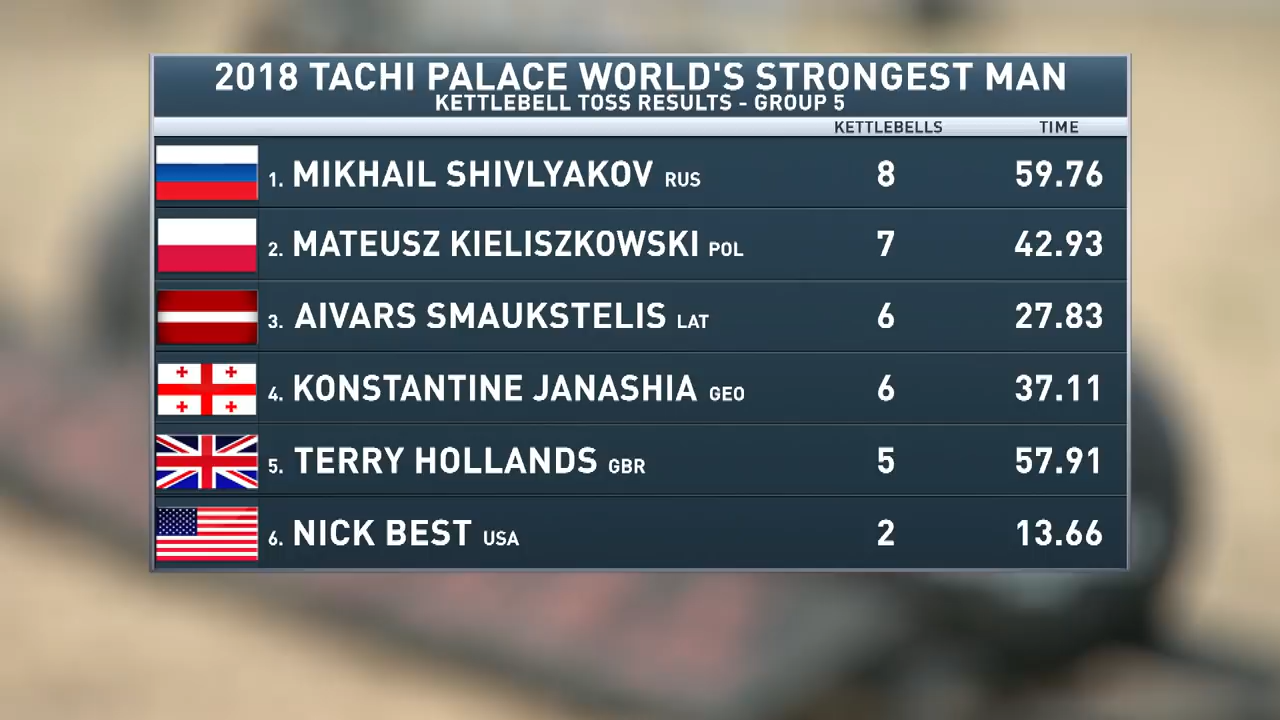 2018 TACHI PALACE WORLD'S STRONGEST MAN
KETTLEBELL TOSS RESULTS - GROUP 5
KETTLEBELLS TIME
1. MIKHAIL SHIVLYAKOV RUS 8 59.76
2. MATEUSZ KIELISZKOWSKI POL 7 42.93
3. AIVARS SMAUKSTELIS LAT 6 27.83
4. KONSTANTINE JANASHIA GEO 6 37.11
5. TERRY HOLLANDS GBR 5 57.91
6. NICK BEST USA 2 13.66